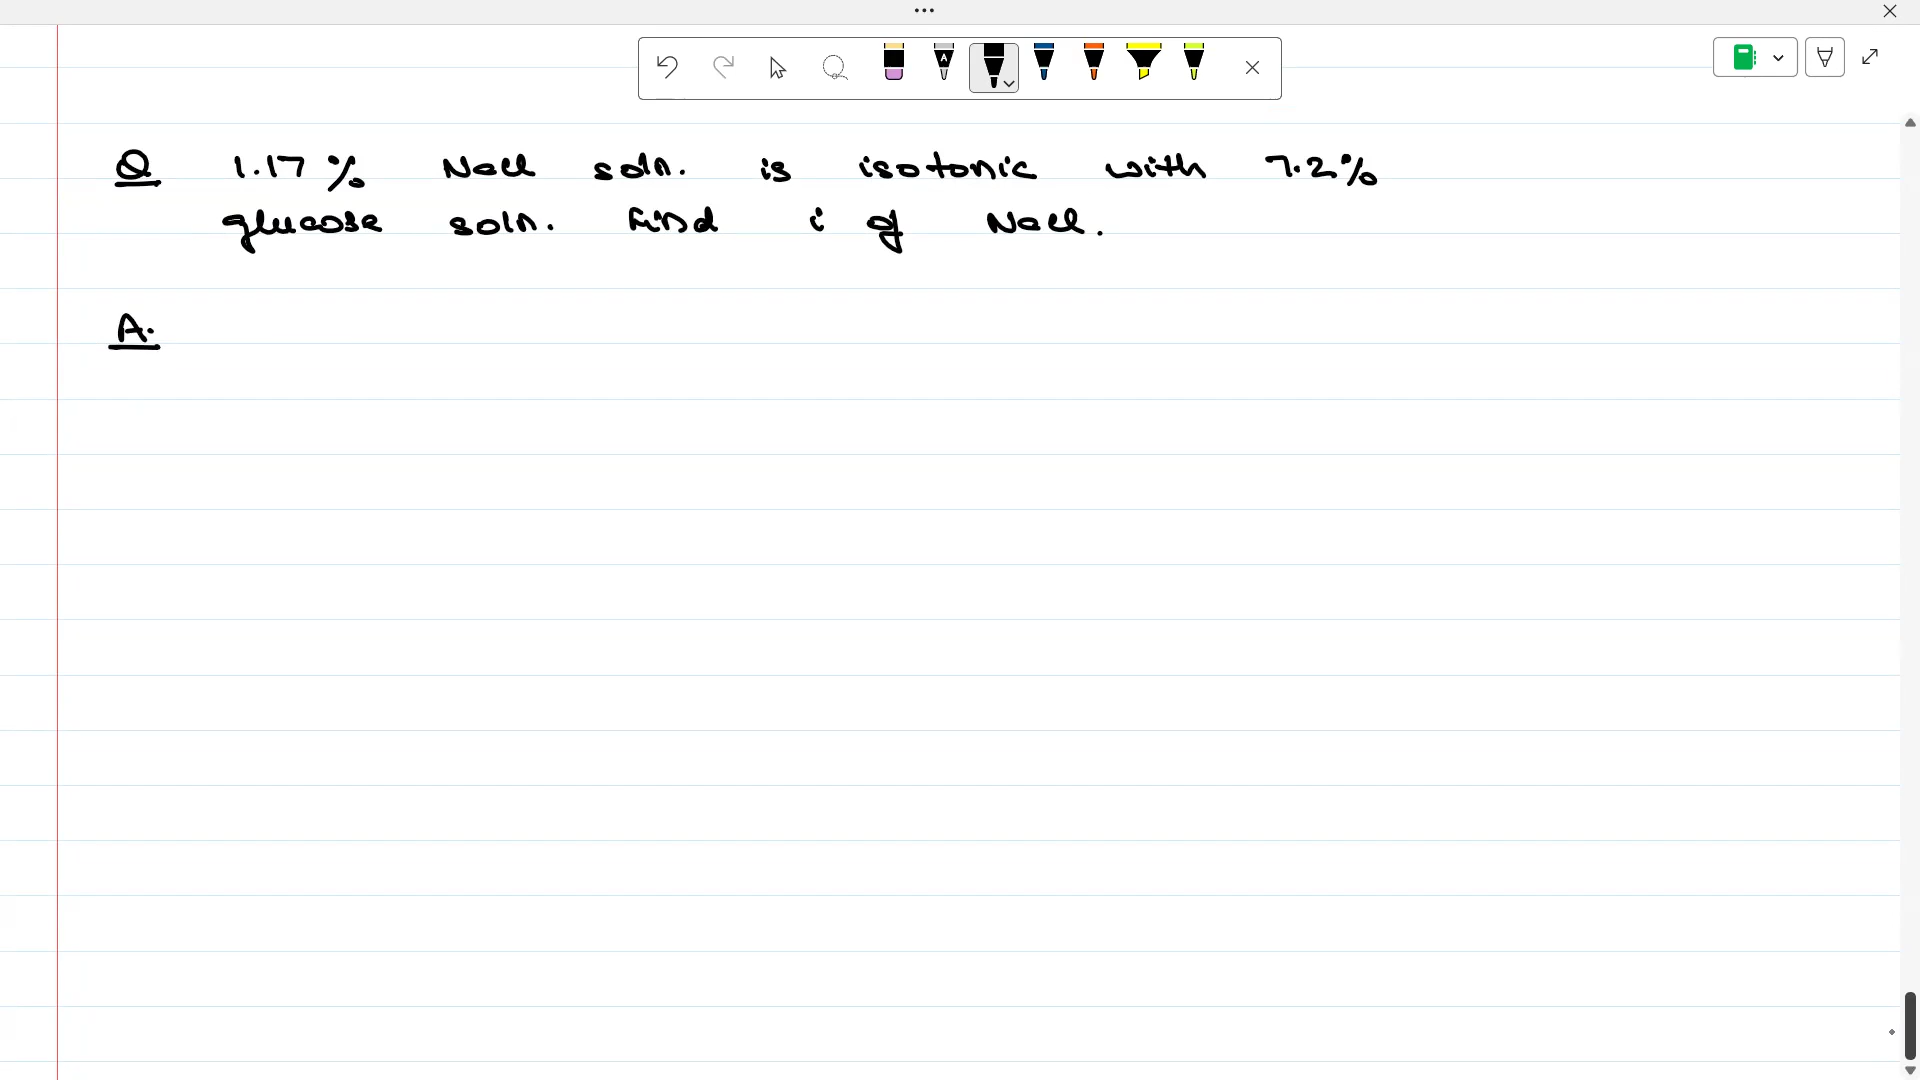 Q 1.17% NaCl soln. is isotonic with 7.2%
glucose soln. Find i of NaCl.
A.